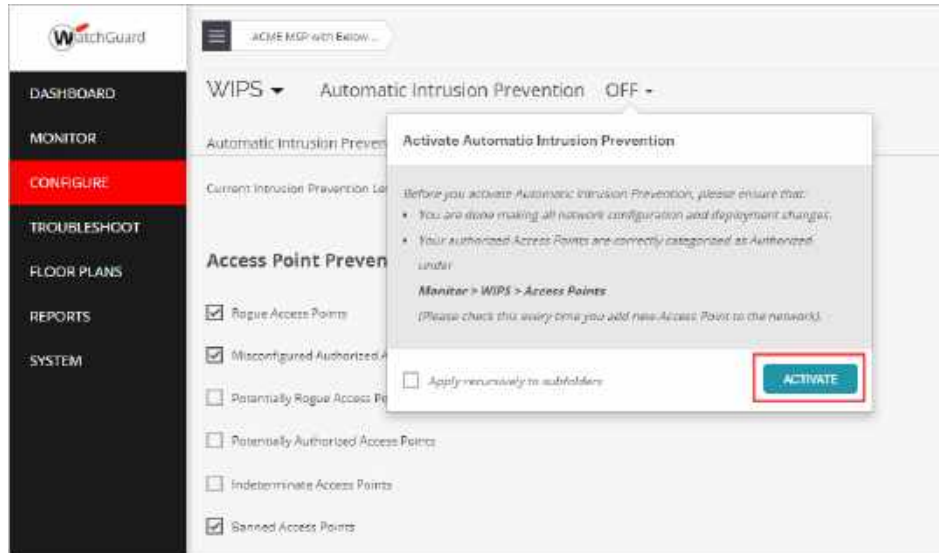 WatchGuard
ACME MSP with Below ...
DASHBOARD
MONITOR
CONFIGURE
TROUBLESHOOT
FLOOR PLANS
REPORTS
SYSTEM
WIPS Automatic Intrusion Prevention OFF
Automatic Intrusion Preven
Current Intrusion Prevention Le
Access Point Preven
Rogue Access Points
Misconfigured Authorized A
Potentially Rogue Access Po
Potentially Authorized Access Points
Indeterminate Access Points
Banned Access Points
Activate Automatic Intrusion Prevention
Before you activate Automatic Intrusion Prevention, please ensure that:
• You are done making all network configuration and deployment changes.
• Your authorized Access Points are correctly categorized as Authorized
under
Monitor > WIPS > Access Points
(Please check this every time you add new Access Point to the network).
Apply recursively to subfolders
ACTIVATE